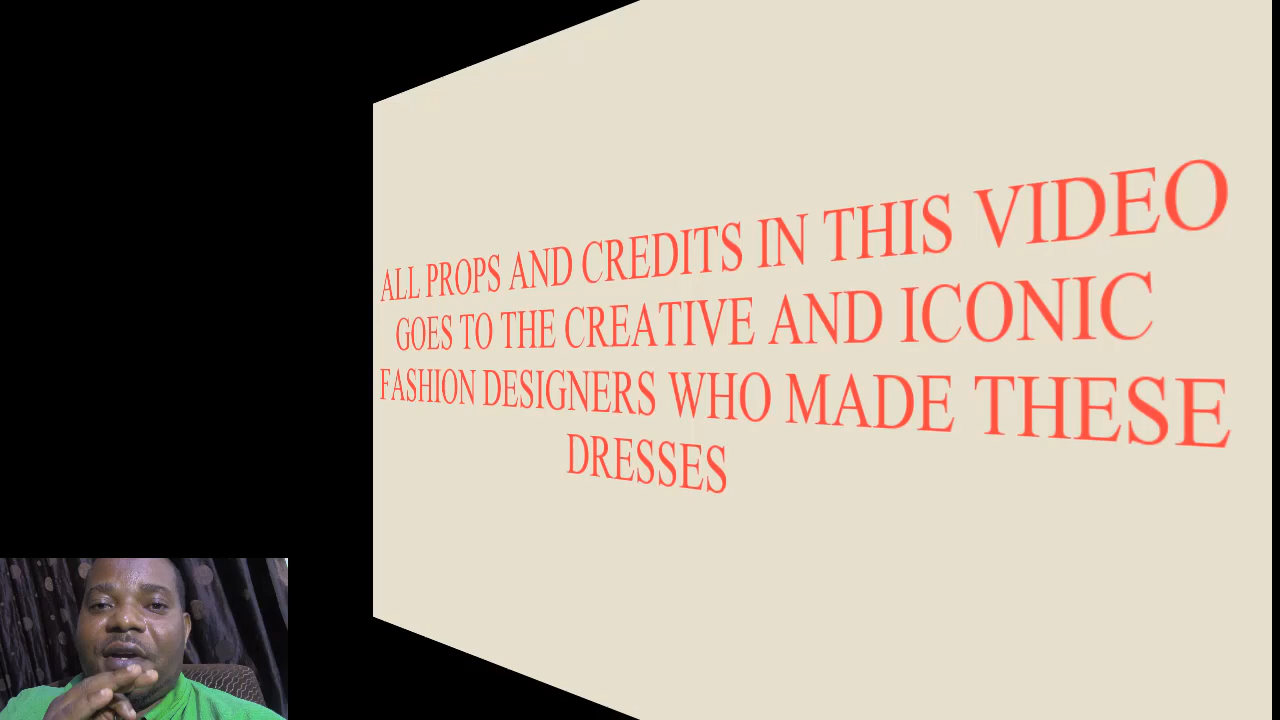 ALL PROPS AND CREDITS IN THIS VIDEO
GOES TO THE CREATIVE AND ICONIC
FASHION DESIGNERS WHO MADE THESE
DRESSES